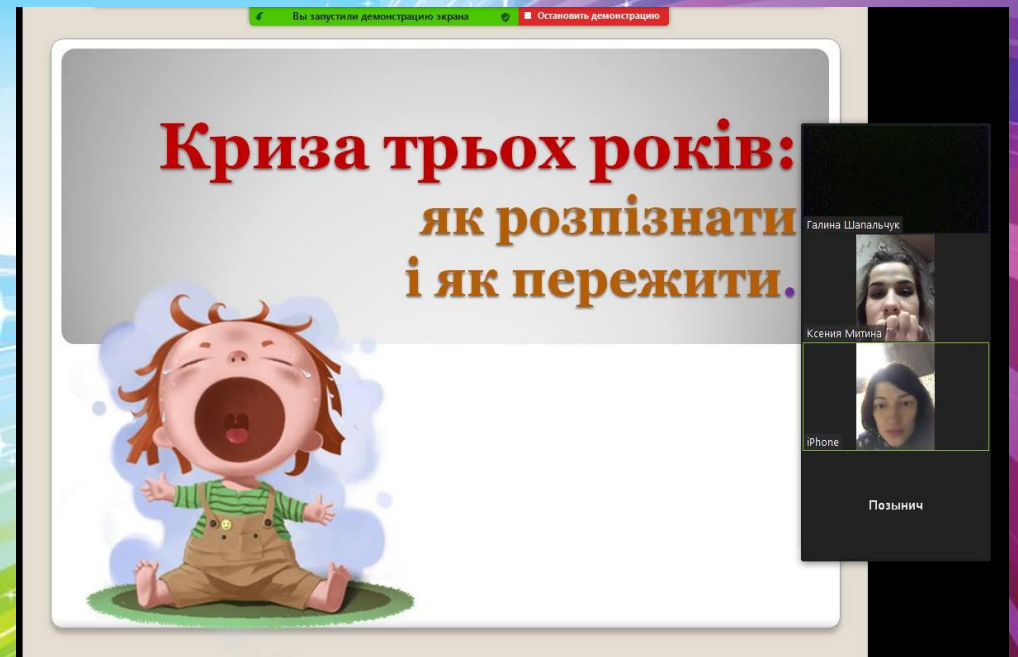 Вы запустили демонстрацию экрана
Остановить демонстрацию
Криза трьох років:
як розпізнати
і як пережити.
Галина Шапальчук
Ксения Митина
iPhone
Позынич